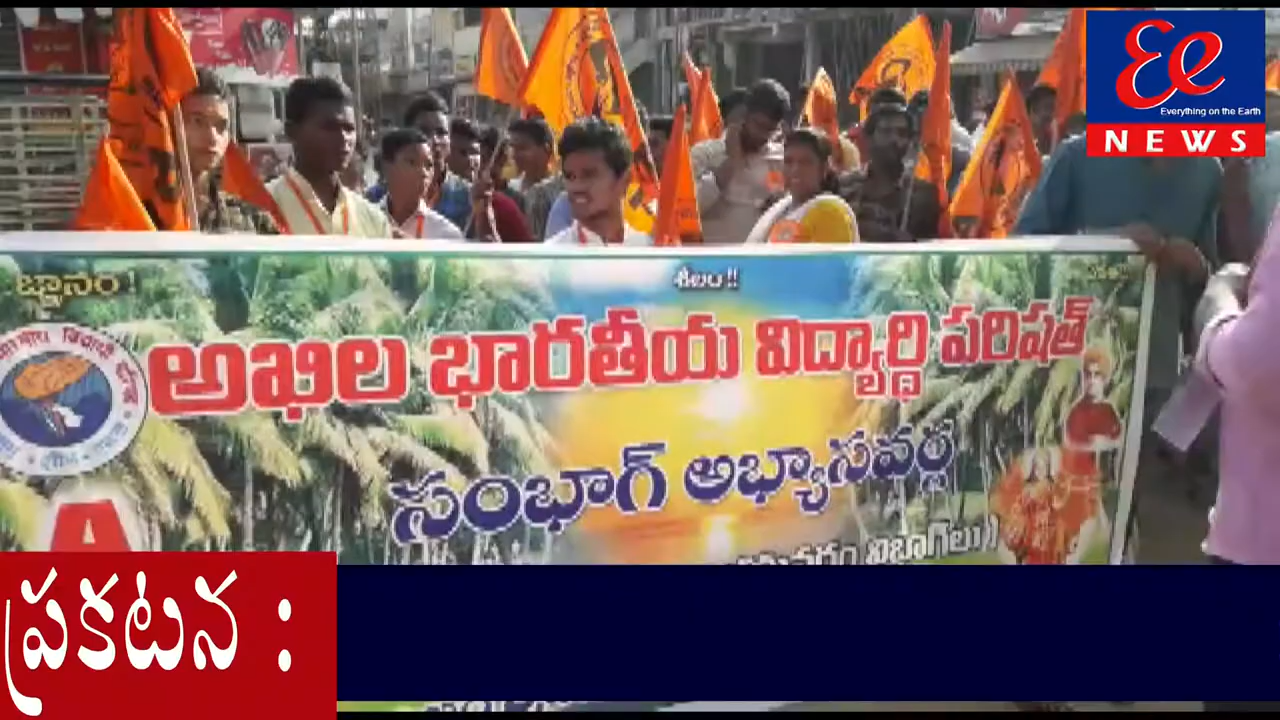 Ee
Everything on the Earth
NEWS
జ్ఞానం!
శీలం!!
అఖిల భారతీయ విద్యార్థి పరిషత్
సంభాగ్ అభ్యాసవర్గ
విభాగ్‌లు)
A
ప్రకటన :